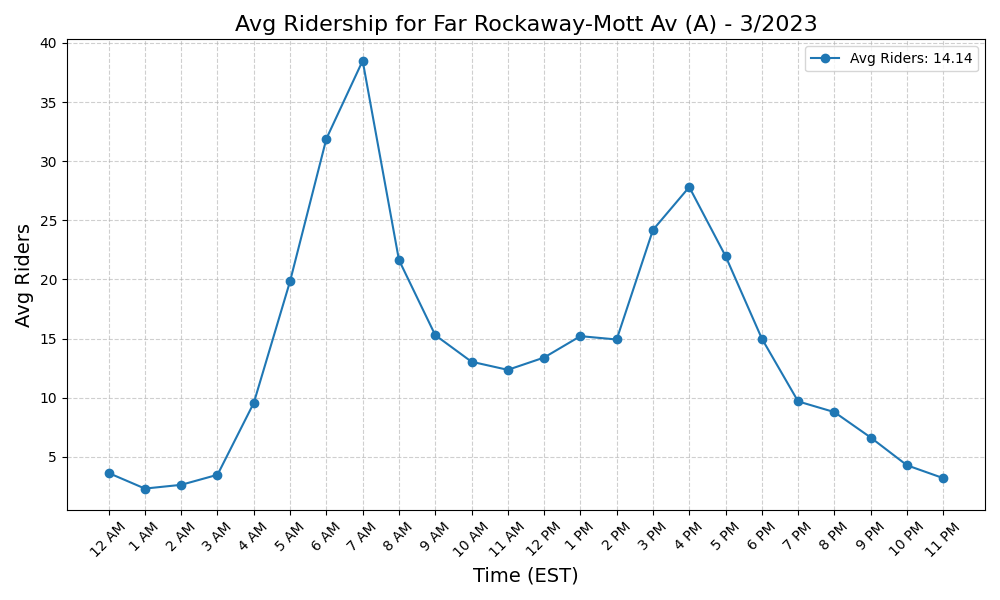 Avg Ridership for Far Rockaway-Mott Av (A) - 3/2023
Avg Riders: 14.14
Avg Riders
40
35
30
25
20
15
10
5
12 AM
1 AM
2 AM
3 AM
4 AM
5 AM
6 AM
7 AM
8 AM
9 AM
10 AM
11 AM
12 PM
1 PM
2 PM
3 PM
4 PM
5 PM
6 PM
7 PM
8 PM
9 PM
10 PM
11 PM
Time (EST)